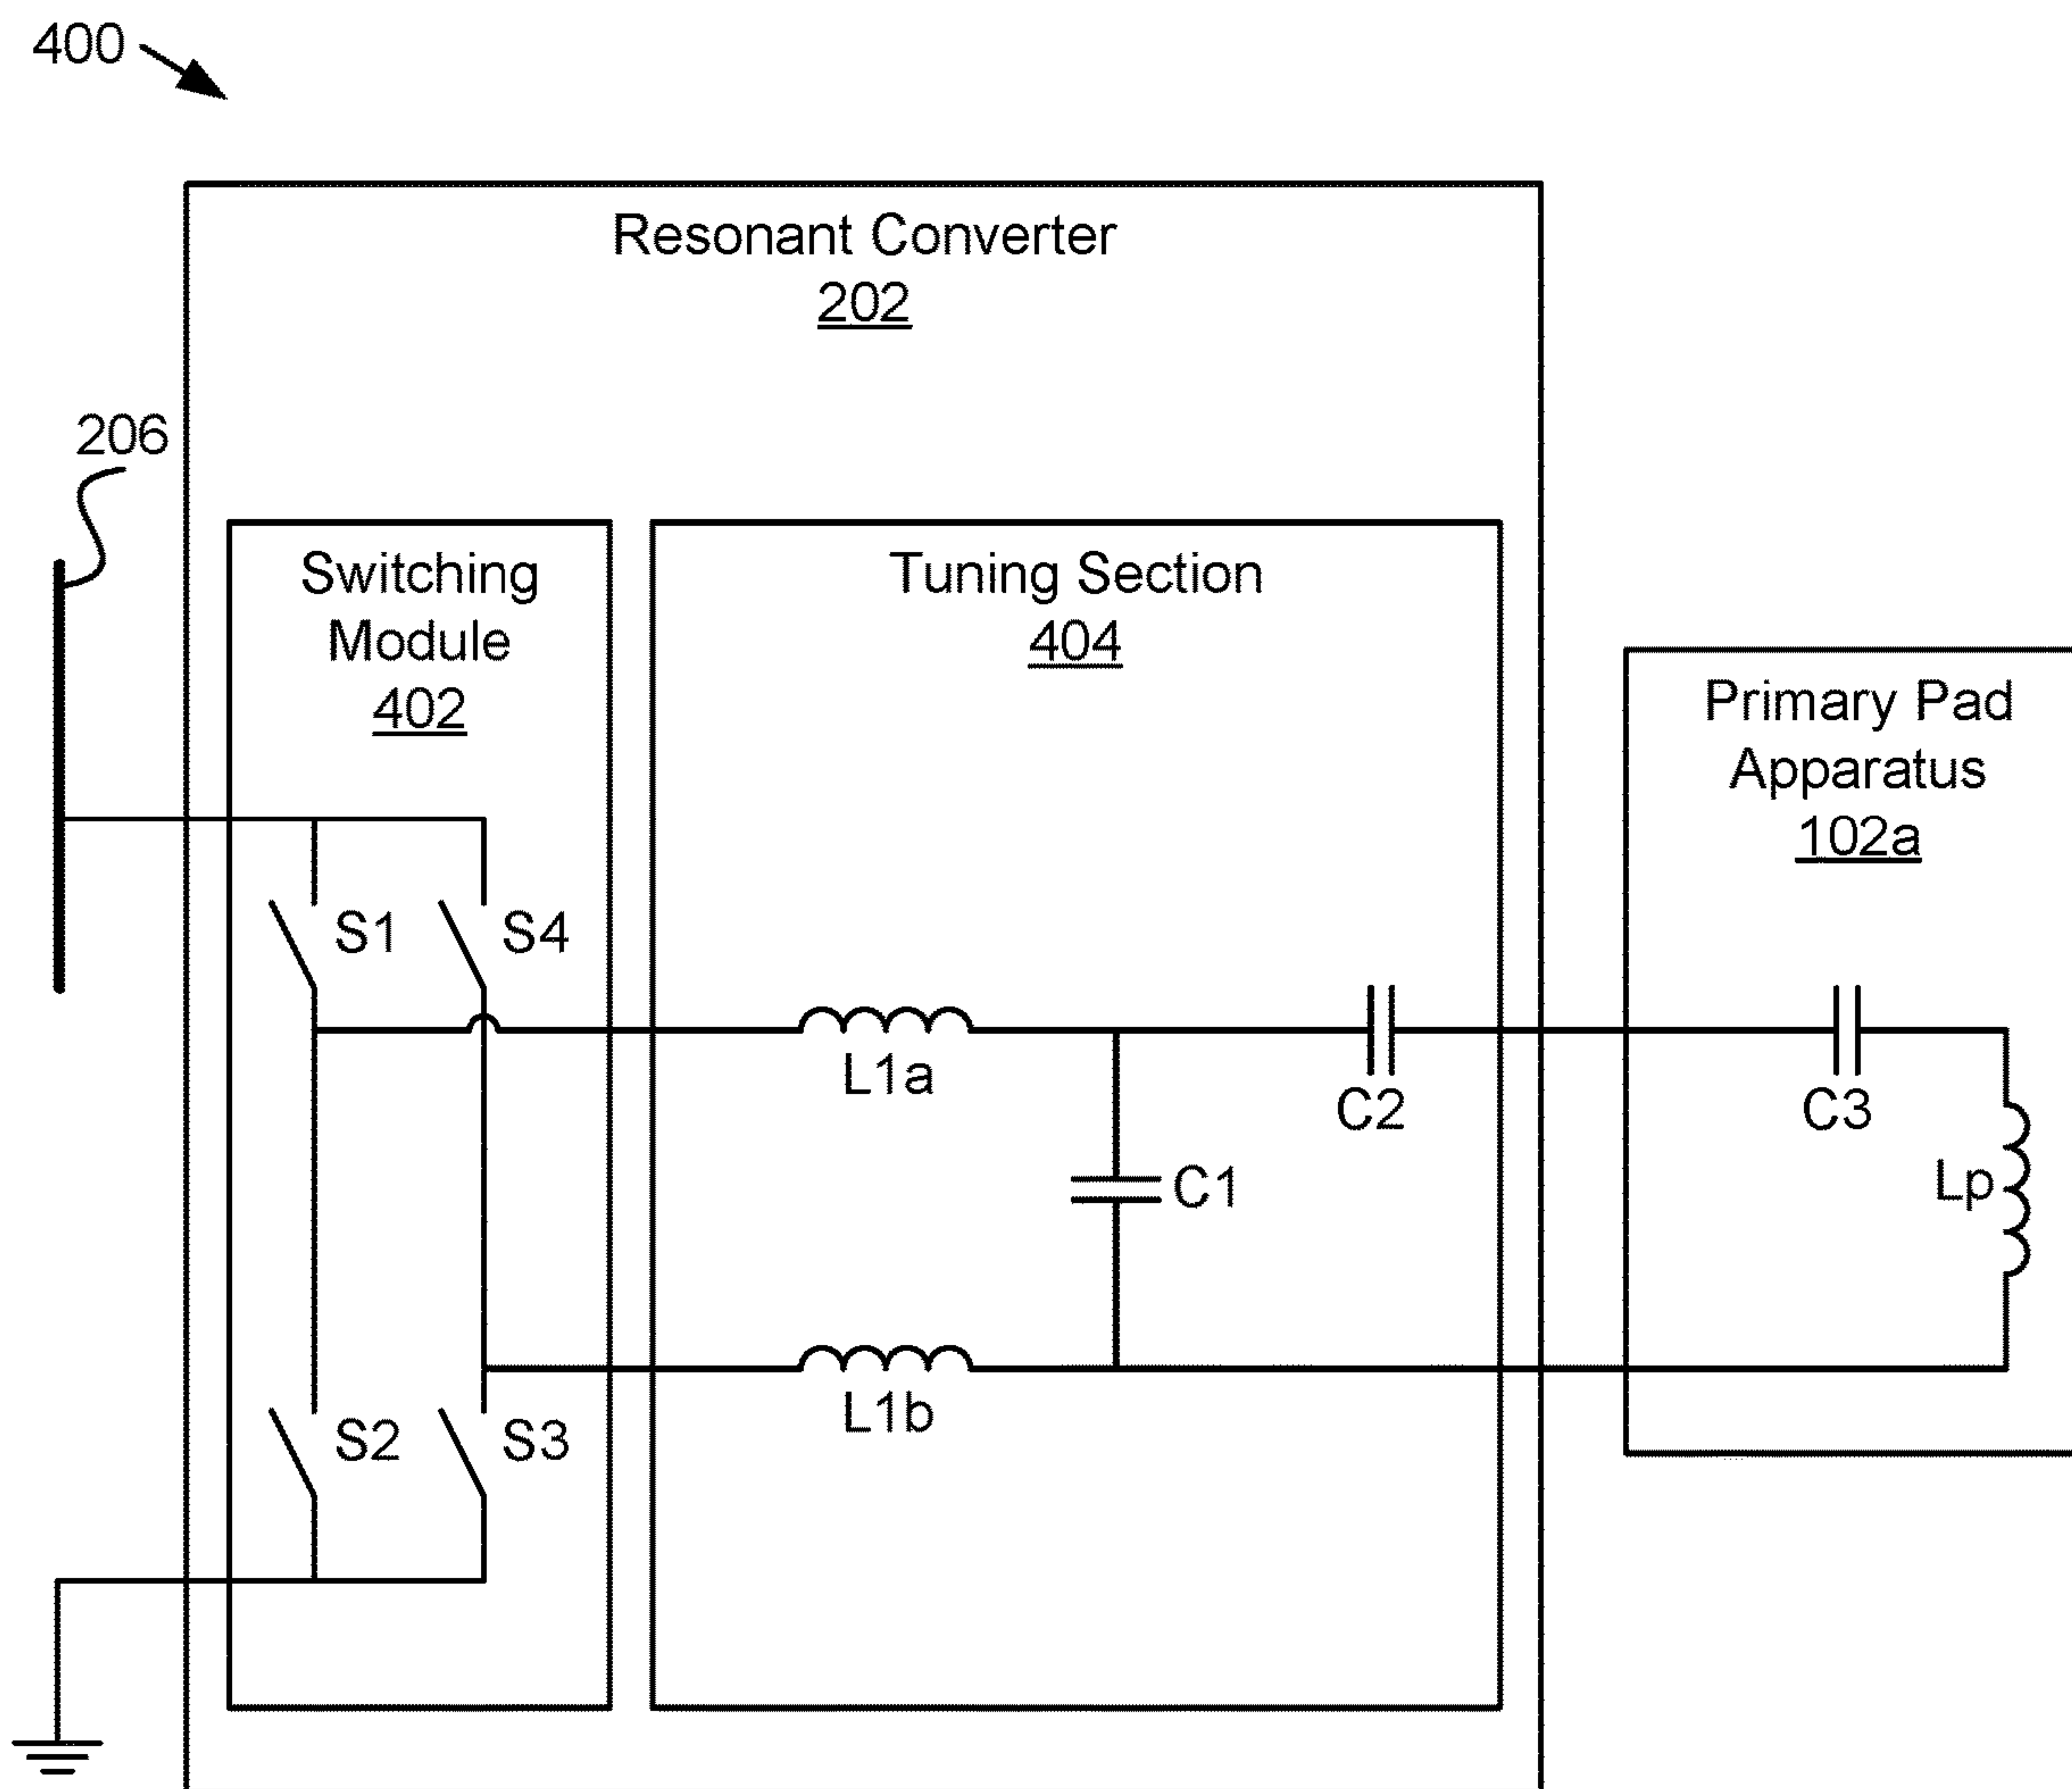 400
Resonant Converter
202
206
Switching
Module
402
Tuning Section
404
Primary Pad
Apparatus
102a
S1
S4
L1a
C2
C3
C1
Lp
L1b
S2
S3